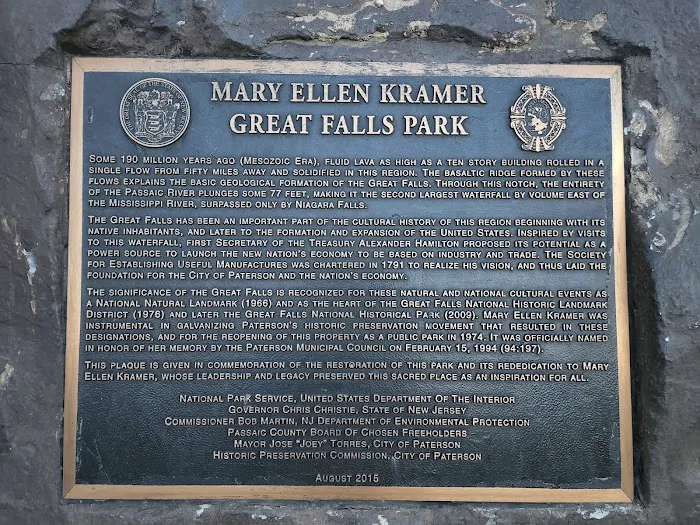 MARY ELLEN KRAMER
GREAT FALLS PARK
SOME 190 MILLION YEARS AGO (MESOZOIC ERA), FLUID LAVA AS HIGH AS A TEN STORY BUILDING ROLLED IN A
SINGLE FLOW FROM FIFTY MILES AWAY AND SOLIDIFIED IN THIS REGION. THE BASALTIC RIDGE FORMED BY THESE
FLOWS EXPLAINS THE BASIC GEOLOGICAL FORMATION OF THE GREAT FALLS. THROUGH THIS NOTCH, THE ENTIRETY
OF THE PASSAIC RIVER PLUNGES SOME 77 FEET, MAKING IT THE SECOND LARGEST WATERFALL BY VOLUME EAST OF
THE MISSISSIPPI RIVER, SURPASSED ONLY BY NIAGARA FALLS.
THE GREAT FALLS HAS BEEN AN IMPORTANT PART OF THE CULTURAL HISTORY OF THIS REGION BEGINNING WITH ITS
NATIVE INHABITANTS, AND LATER TO THE FORMATION AND EXPANSION OF THE UNITED STATES. INSPIRED BY VISITS
TO THIS WATERFALL, FIRST SECRETARY OF THE TREASURY ALEXANDER HAMILTON PROPOSED ITS POTENTIAL AS A
POWER SOURCE TO LAUNCH THE NEW NATION'S ECONOMY TO BE BASED ON INDUSTRY AND TRADE. THE SOCIETY
FOR ESTABLISHING USEFUL MANUFACTURES WAS CHARTERED IN 1791 TO REALIZE HIS VISION, AND THUS LAID THE
FOUNDATION FOR THE CITY OF PATERSON AND THE NATION'S ECONOMY.
THE SIGNIFICANCE OF THE GREAT FALLS IS RECOGNIZED FOR THESE NATURAL AND NATIONAL CULTURAL EVENTS AS
A NATIONAL NATURAL LANDMARK (1966) AND AS THE HEART OF THE GREAT FALLS NATIONAL HISTORIC LANDMARK
DISTRICT (1976) AND LATER THE GREAT FALLS NATIONAL HISTORICAL PARK (2009). MARY ELLEN KRAMER WAS
INSTRUMENTAL IN GALVANIZING PATERSON'S HISTORIC PRESERVATION MOVEMENT THAT RESULTED IN THESE
DESIGNATIONS, AND FOR THE REOPENING OF THIS PROPERTY AS A PUBLIC PARK IN 1974. IT WAS OFFICIALLY NAMED
IN HONOR OF HER MEMORY BY THE PATERSON MUNICIPAL COUNCIL ON FEBRUARY 15, 1994 (94:197).
THIS PLAQUE IS GIVEN IN COMMEMORATION OF THE RESTORATION OF THIS PARK AND ITS REDEDICATION TO MARY
ELLEN KRAMER, WHOSE LEADERSHIP AND LEGACY PRESERVED THIS SACRED PLACE AS AN INSPIRATION FOR ALL.
NATIONAL PARK SERVICE, UNITED STATES DEPARTMENT OF THE INTERIOR
GOVERNOR CHRIS CHRISTIE, STATE OF NEW JERSEY
COMMISSIONER BOB MARTIN, NJ DEPARTMENT OF ENVIRONMENTAL PROTECTION
PASSAIC COUNTY BOARD OF CHOSEN FREEHOLDERS
MAYOR JOSE "JOEY" TORRES, CITY OF PATERSON
HISTORIC PRESERVATION COMMISSION, CITY OF PATERSON
AUGUST 2015